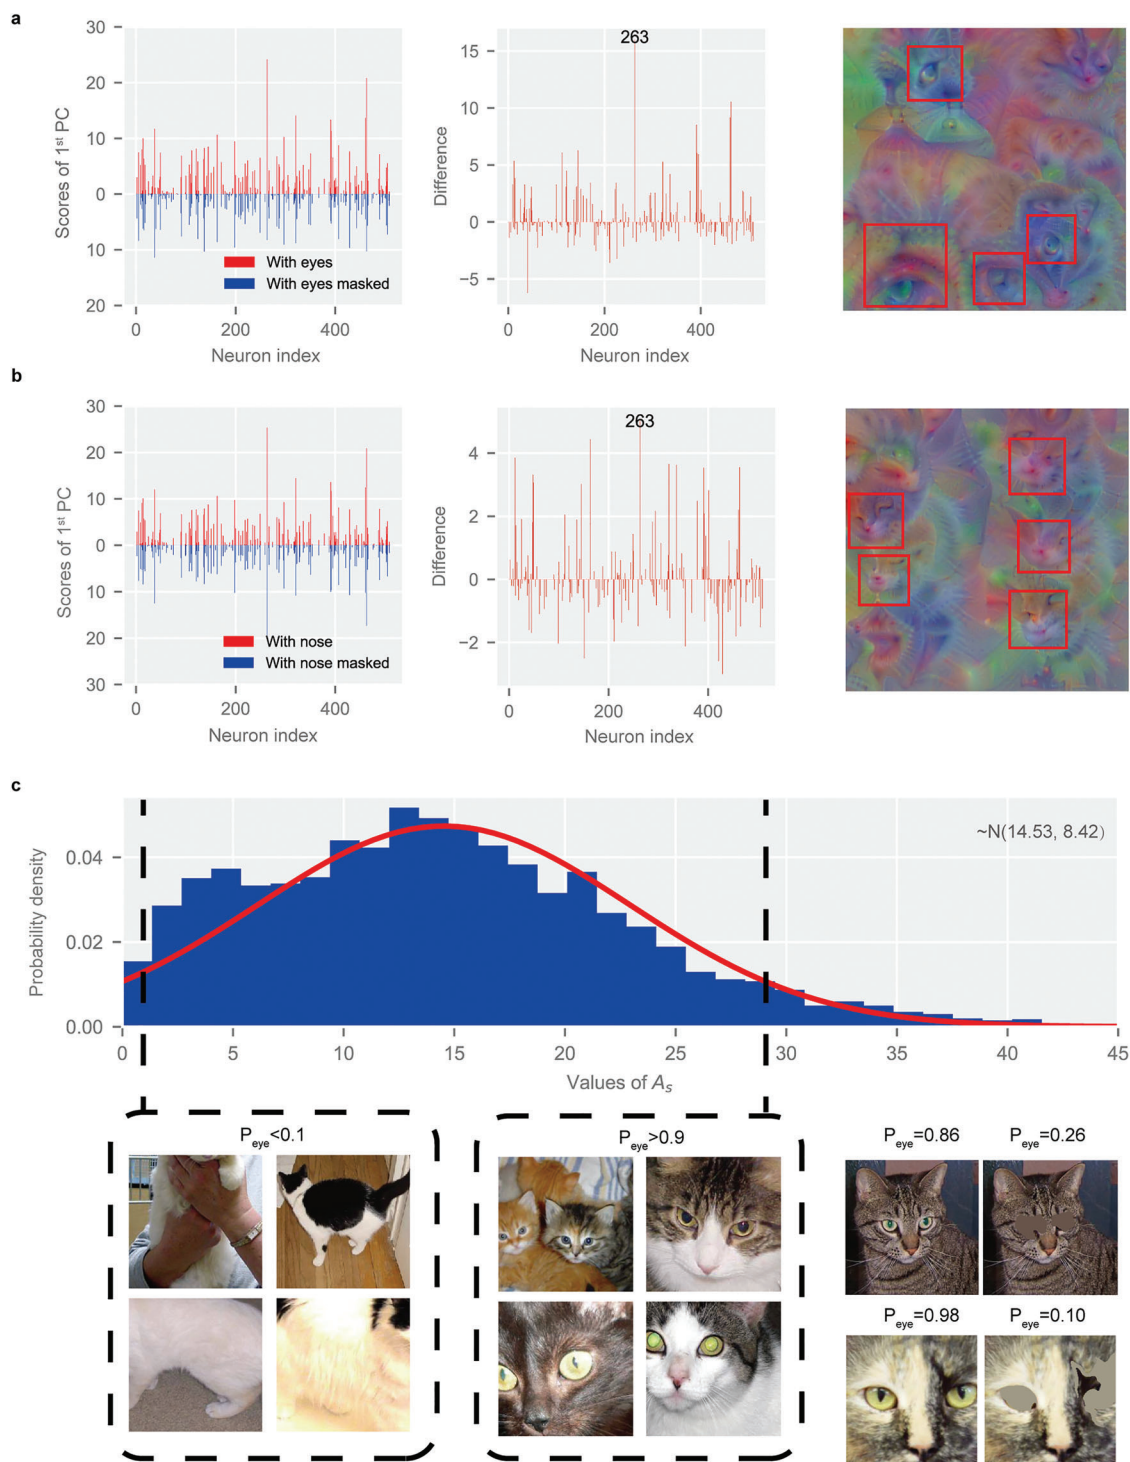 a
30
20
10
0
10
20
Scores of 1st PC
With eyes
With eyes masked
0 200 400
Neuron index
263
15
10
5
0
−5
Difference
0 200 400
Neuron index
b
30
20
10
0
10
20
30
Scores of 1st PC
With nose
With nose masked
0 200 400
Neuron index
263
4
2
0
−2
Difference
0 200 400
Neuron index
c
~N(14.53, 8.42)
0.04
0.02
0.00
Probability density
0 5 10 15 20 25 30 35 40 45
Values of As
Peye<0.1
Peye>0.9
Peye=0.86 Peye=0.26
Peye=0.98 Peye=0.10